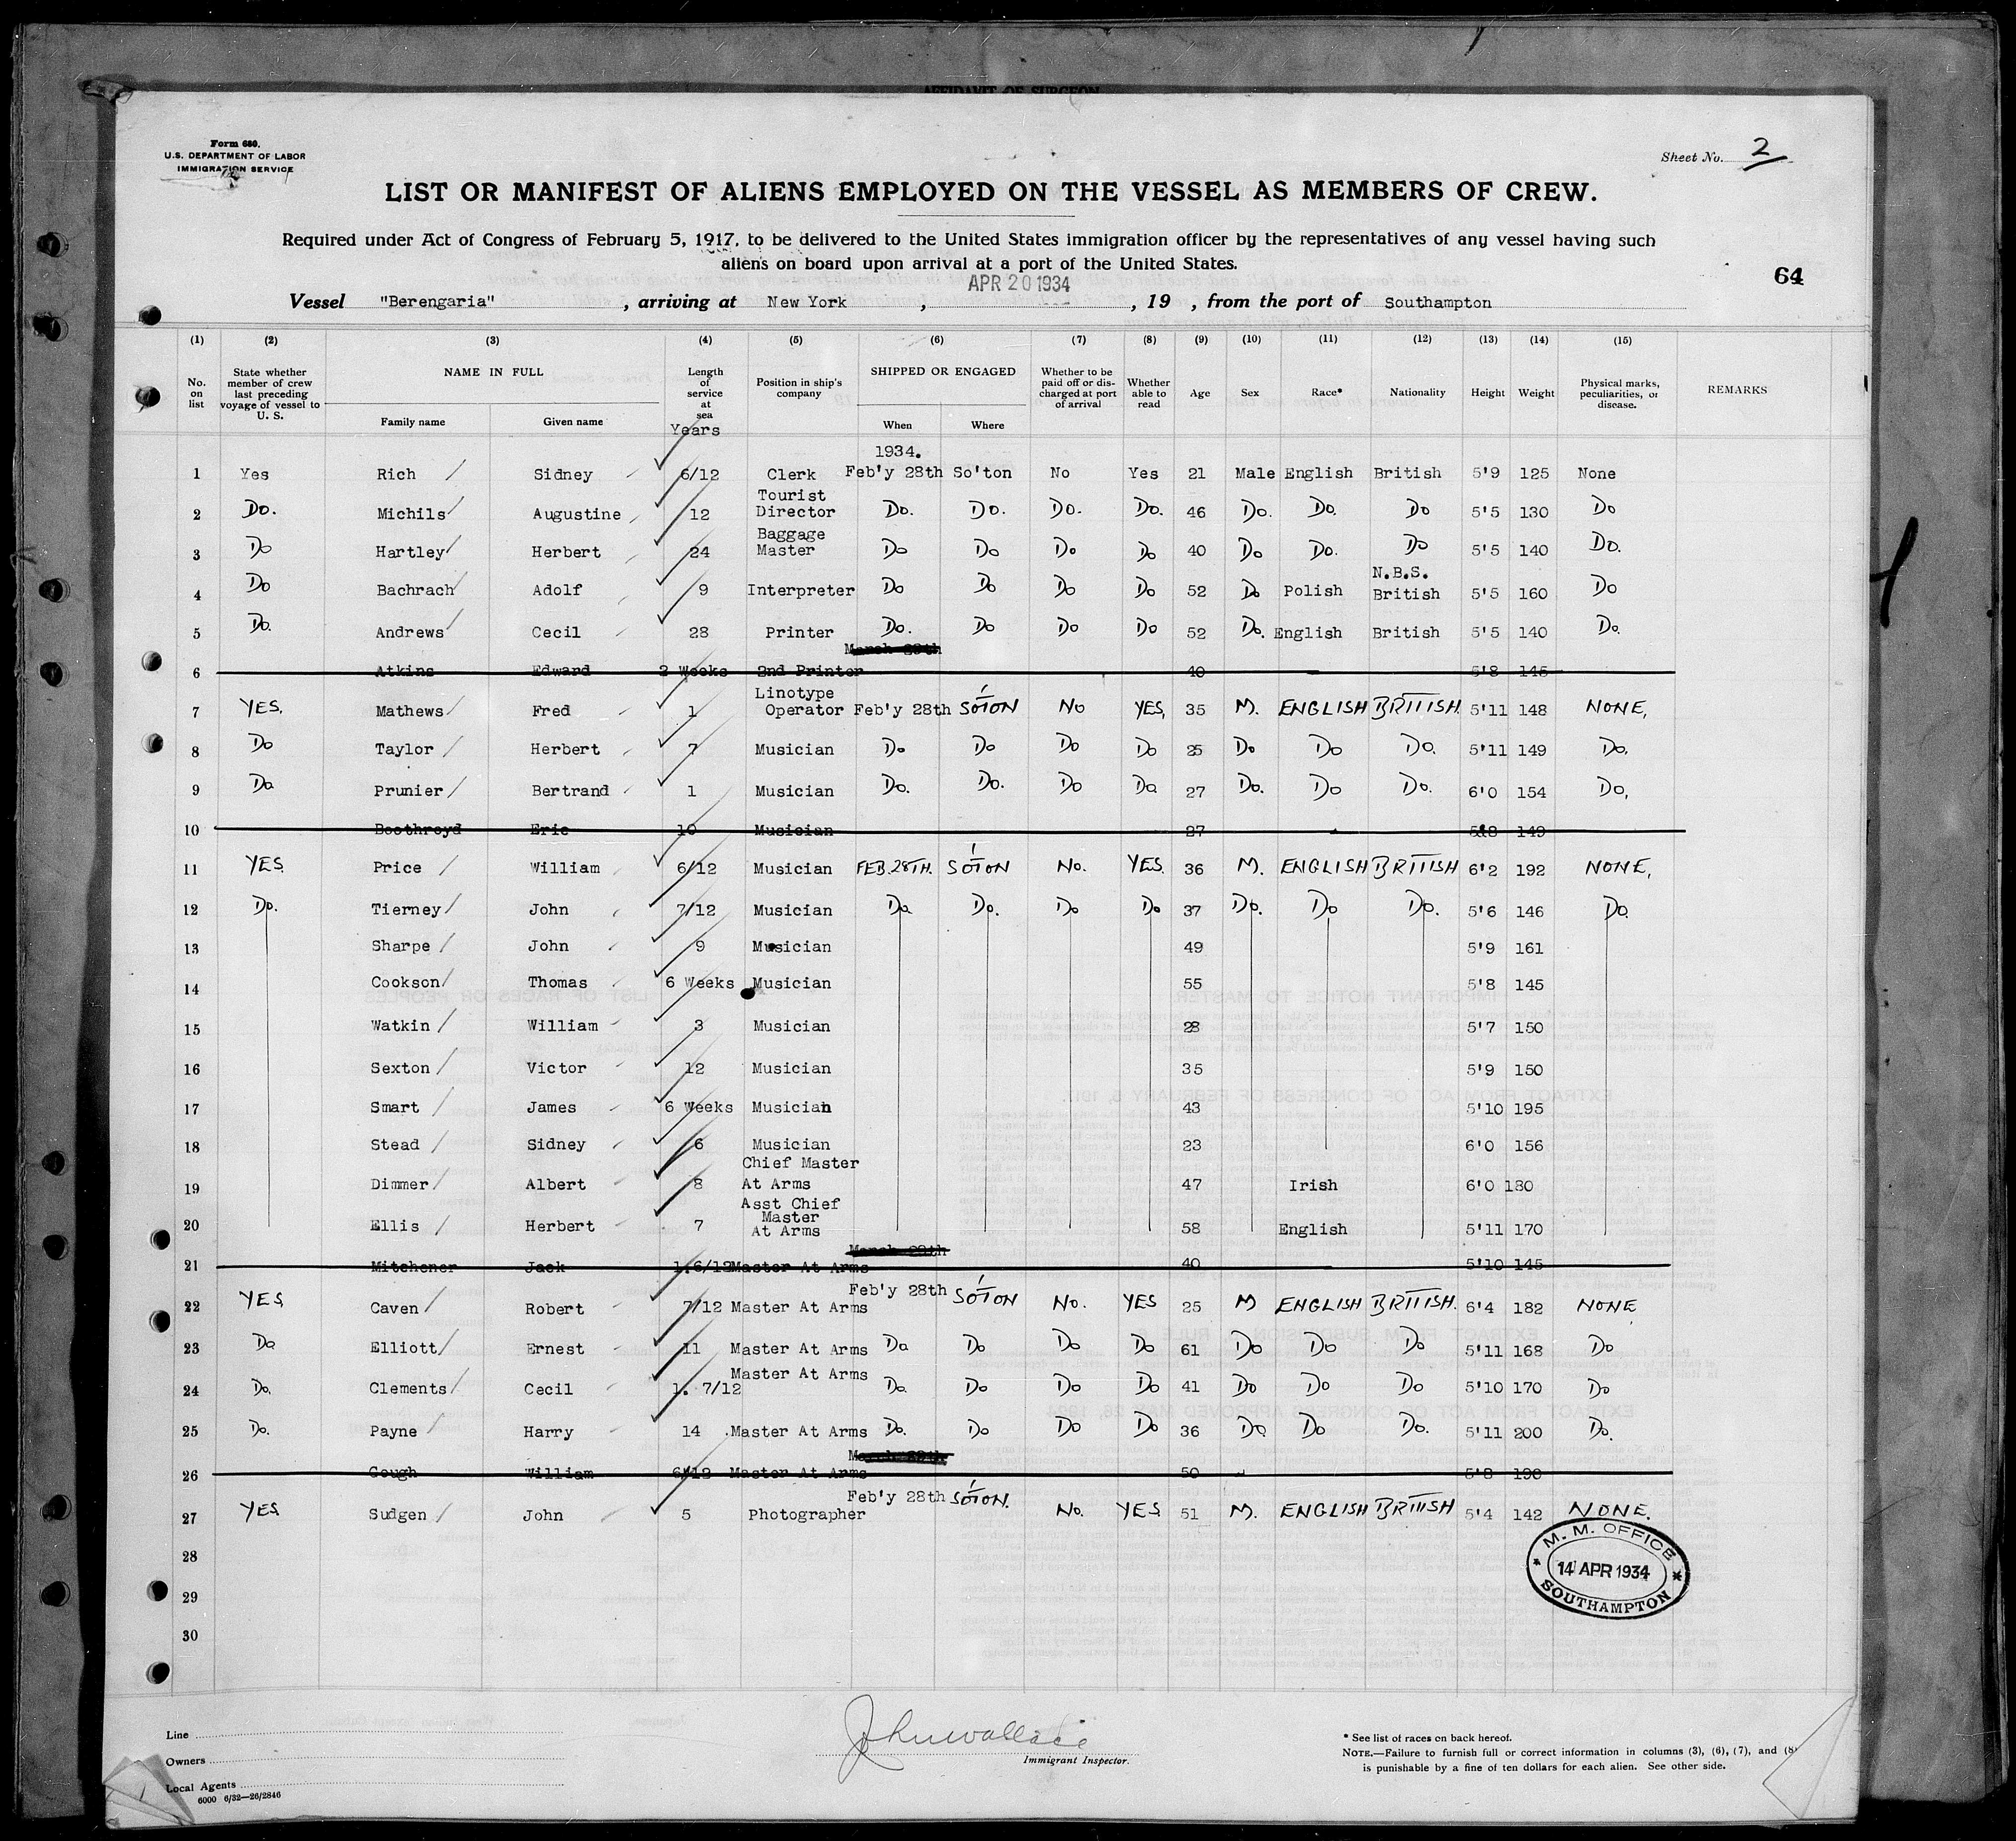 AFFIDAVIT OF SURGEON
Form 680.
U.S. DEPARTMENT OF LABOR
IMMIGRATION SERVICE
Sheet No. 2
LIST OR MANIFEST OF ALIENS EMPLOYED ON THE VESSEL AS MEMBERS OF CREW.
Required under Act of Congress of February 5, 1917, to be delivered to the United States immigration officer by the representatives of any vessel having such
aliens on board upon arrival at a port of the United States.
64
APR 20 1934
Vessel "Berengaria", arriving at New York, , 19 , from the port of Southampton
(1) (2) (3) (4) (5) (6) (7) (8) (9) (10) (11) (12) (13) (14) (15)
No. on list
State whether member of crew last preceding voyage of vessel to U. S.
NAME IN FULL
Family name Given name
Length of service at sea
Years
Position in ship's company
SHIPPED OR ENGAGED
When Where
Whether to be paid off or discharged at port of arrival
Whether able to read
Age Sex Race* Nationality Height Weight
Physical marks, peculiarities, or disease.
REMARKS
1934.
1 Yes Rich Sidney 6/12 Clerk Feb'y 28th So'ton No Yes 21 Male English British 5'9 125 None
2 Do. Michils Augustine 12 Tourist Director Do. Do. Do. Do. 46 Do. Do. Do 5'5 130 Do
3 Do Hartley Herbert 24 Baggage Master Do Do Do Do 40 Do Do. Do 5'5 140 Do.
4 Do Bachrach Adolf 9 Interpreter Do Do Do Do 52 Do Polish N.B.S. British 5'5 160 Do
5 Do. Andrews Cecil 28 Printer Do. Do Do Do 52 Do. English British 5'5 140 Do.
6 Atkins Edward 2 Weeks 2nd Printer March 28th 40 5'8 145
7 YES. Mathews Fred 1 Linotype Operator Feb'y 28th SO'TON NO YES, 35 M. ENGLISH BRITISH. 5'11 148 NONE,
8 Do Taylor Herbert 7 Musician Do Do Do Do 25 Do Do Do. 5'11 149 Do.
9 Do Prunier Bertrand 1 Musician Do. Do. Do Do 27 Do. Do Do. 6'0 154 Do,
10 Boothroyd Eric 10 Musician 27 5'8 149
11 YES. Price William 6/12 Musician FEB.28TH. SO'TON NO. YES. 36 M. ENGLISH BRITISH 6'2 192 NONE,
12 Do. Tierney John 7/12 Musician Do Do. Do Do 37 Do. Do Do. 5'6 146 Do.
13 Sharpe John 9 Musician 49 5'9 161
14 Cookson Thomas 6 Weeks Musician 55 5'8 145
15 Watkin William 3 Musician 28 5'7 150
16 Sexton Victor 12 Musician 35 5'9 150
17 Smart James 6 Weeks Musician 43 5'10 195
18 Stead Sidney 6 Musician 23 6'0 156
19 Dimmer Albert 8 Chief Master At Arms 47 Irish 6'0 180
20 Ellis Herbert 7 Asst Chief Master At Arms 58 English 5'11 170
21 Mitchener Jack 1.6/12 Master At Arms March 28th 40 5'10 145
22 YES Caven Robert 7/12 Master At Arms Feb'y 28th SO'TON NO. YES 25 M ENGLISH BRITISH. 6'4 182 NONE
23 Do Elliott Ernest 11 Master At Arms Do Do Do Do 61 Do Do Do 5'11 168 Do
24 Do. Clements Cecil 1. 7/12 Master At Arms Do. Do Do Do 41 Do Do Do 5'10 170 Do
25 Do. Payne Harry 14 Master At Arms Do. Do Do Do 36 Do Do Do. 5'11 200 Do.
26 Gough William 6/12 Master At Arms March 28th 50 5'8 190
27 YES Sudgen John 5 Photographer Feb'y 28th SO'TON. NO. YES 51 M. ENGLISH BRITISH 5'4 142 NONE.
28
29
30
M. M. OFFICE
14 APR 1934
SOUTHAMPTON
Line
Owners
Local Agents
6000 6/32—26/2846
John Wallace
Immigrant Inspector.
* See list of races on back hereof.
NOTE.—Failure to furnish full or correct information in columns (3), (6), (7), and (8)
is punishable by a fine of ten dollars for each alien. See other side.